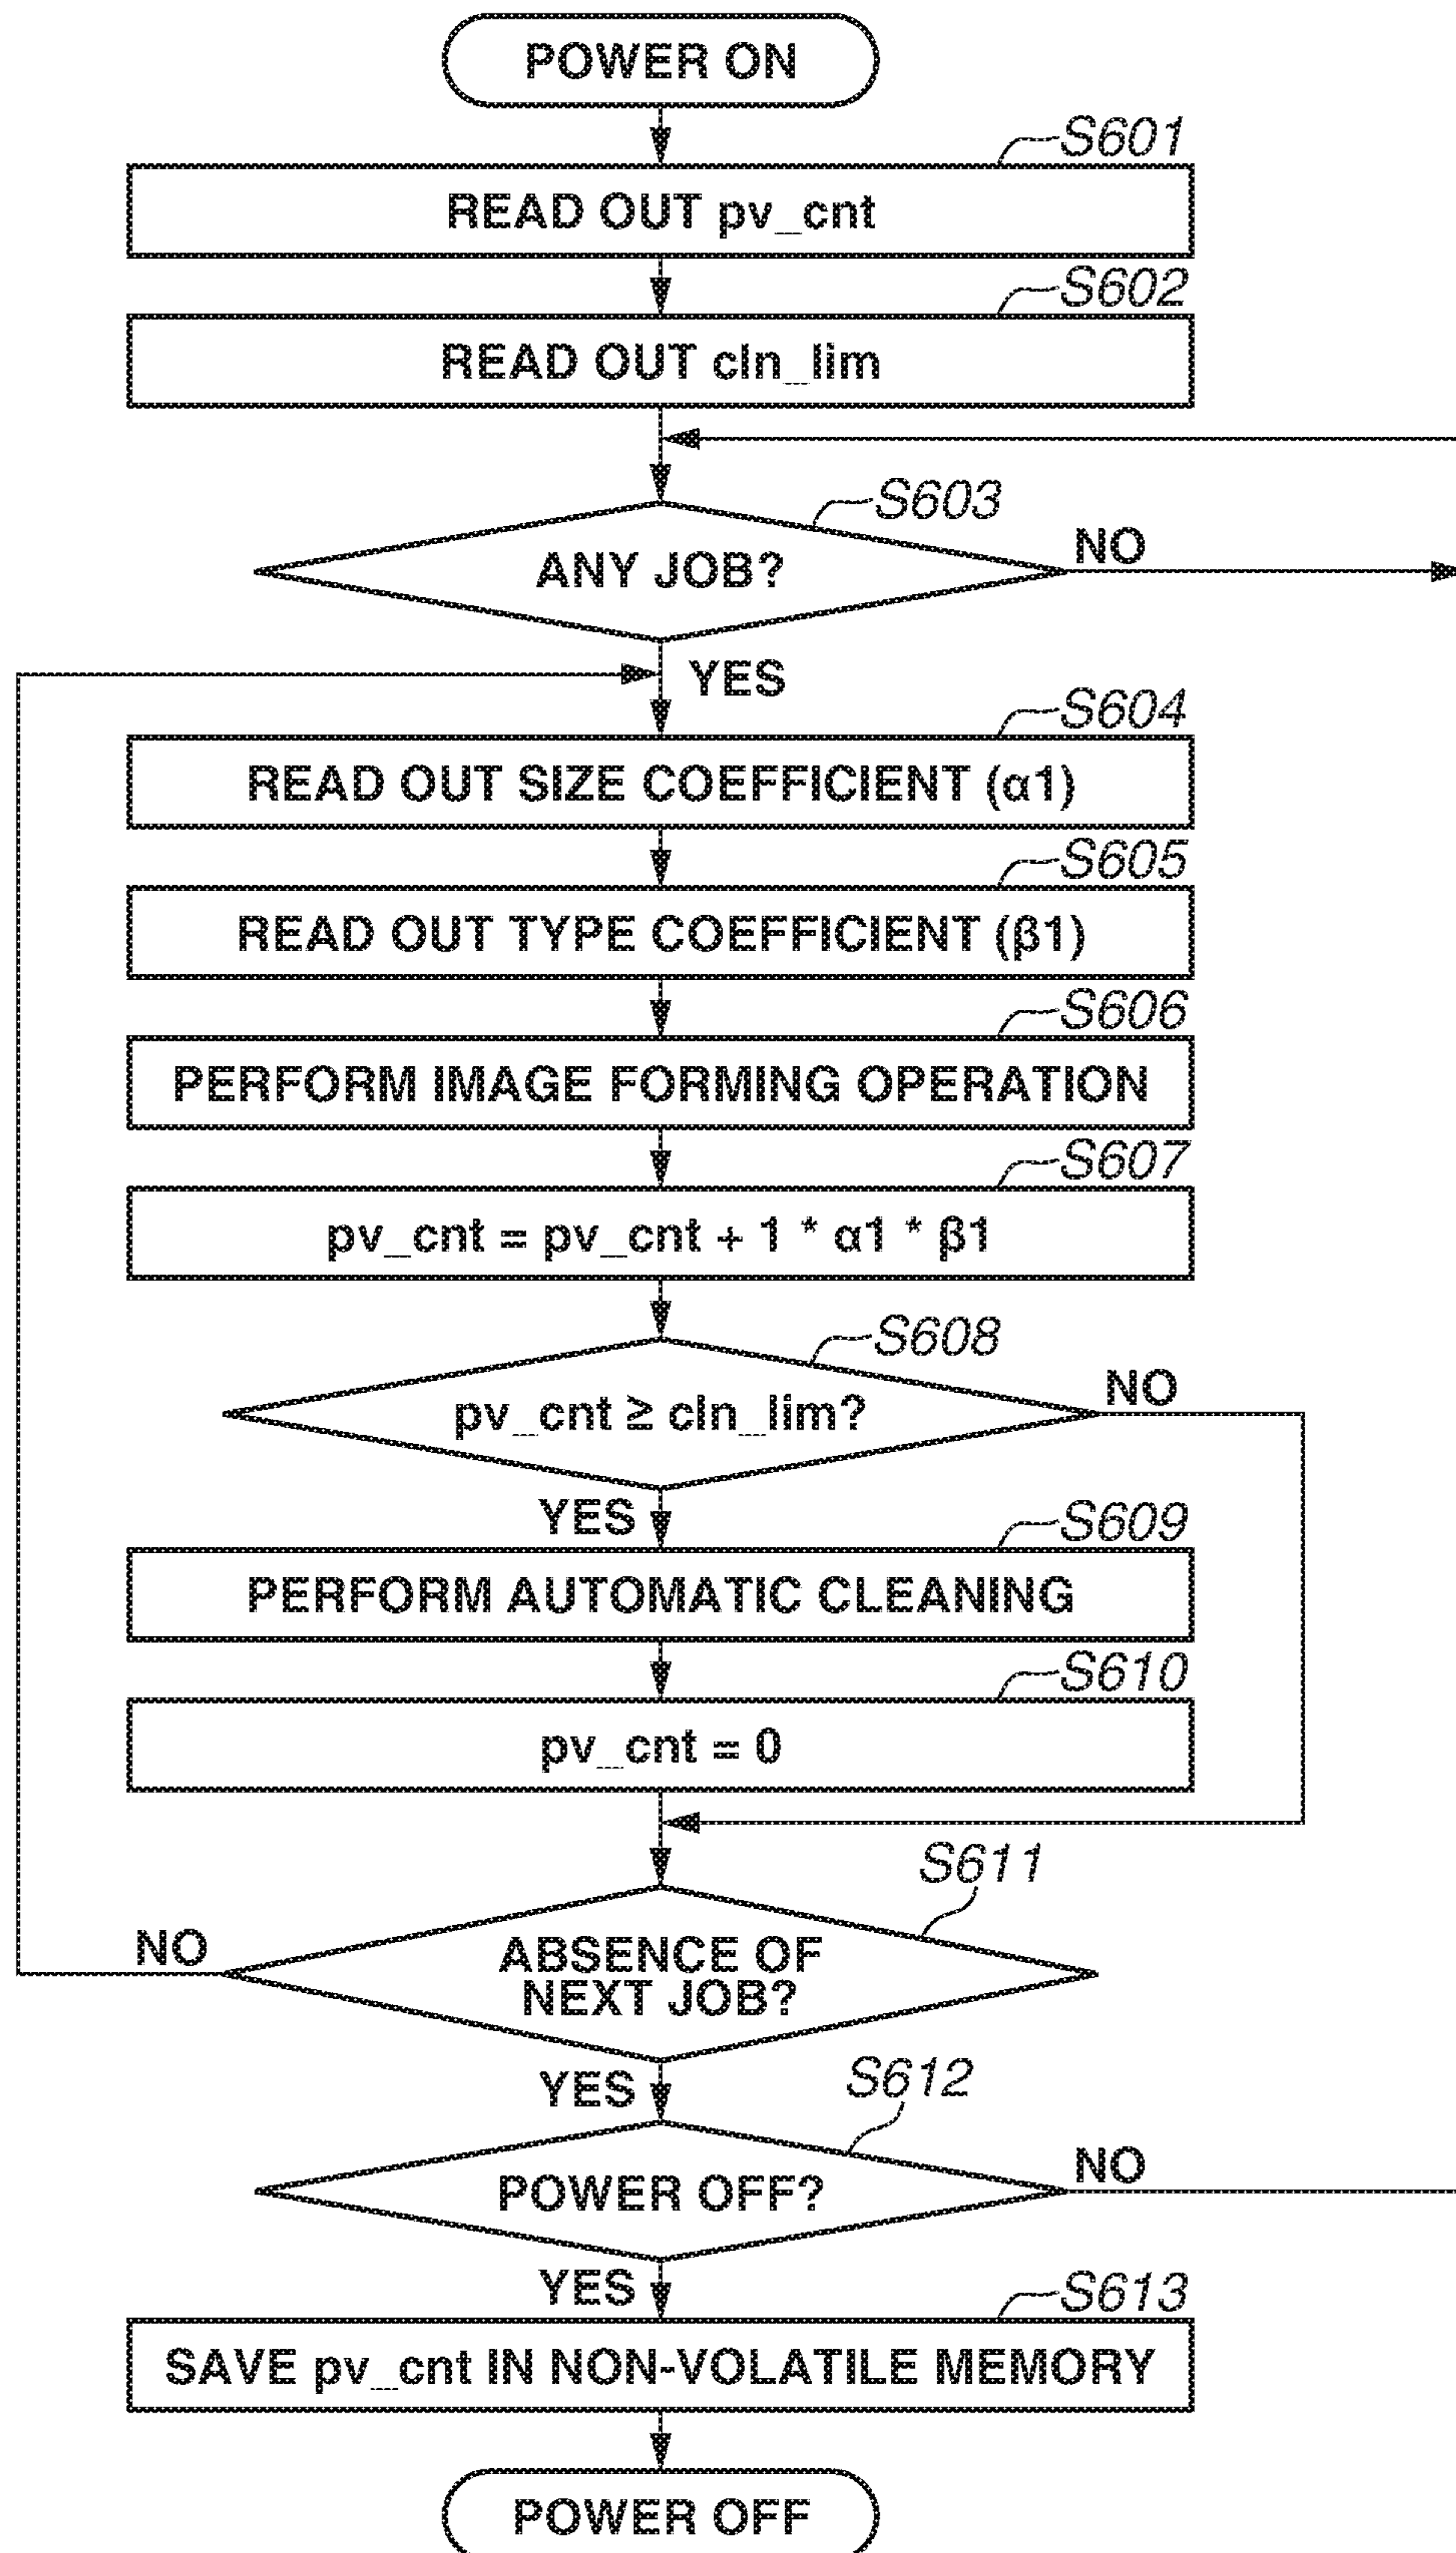 POWER ON
S601
READ OUT pv_cnt
S602
READ OUT cln_lim
S603
ANY JOB?
NO
YES
S604
READ OUT SIZE COEFFICIENT (α1)
S605
READ OUT TYPE COEFFICIENT (β1)
S606
PERFORM IMAGE FORMING OPERATION
S607
pv_cnt = pv_cnt + 1 * α1 * β1
S608
pv_cnt ≥ cln_lim?
NO
YES
S609
PERFORM AUTOMATIC CLEANING
S610
pv_cnt = 0
S611
NO
ABSENCE OF
NEXT JOB?
YES
S612
POWER OFF?
NO
YES
S613
SAVE pv_cnt IN NON-VOLATILE MEMORY
POWER OFF